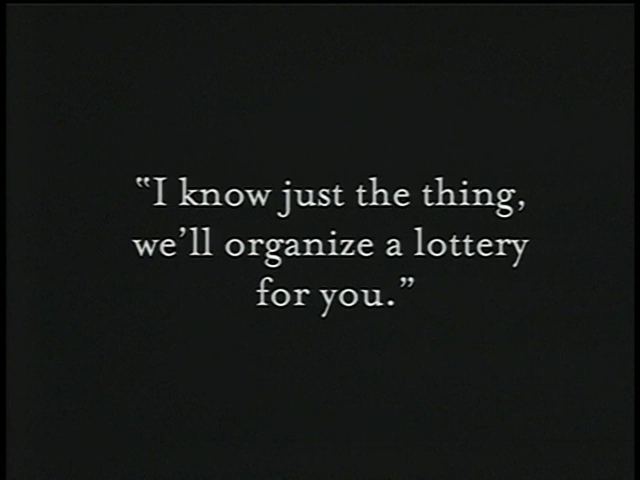 “I know just the thing,
we’ll organize a lottery
for you.”